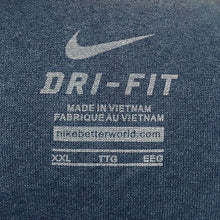 DRI-FIT
MADE IN VIETNAM
FABRIQUÉ AU VIETNAM
nikebetterworld.com
XXL TTG EEG